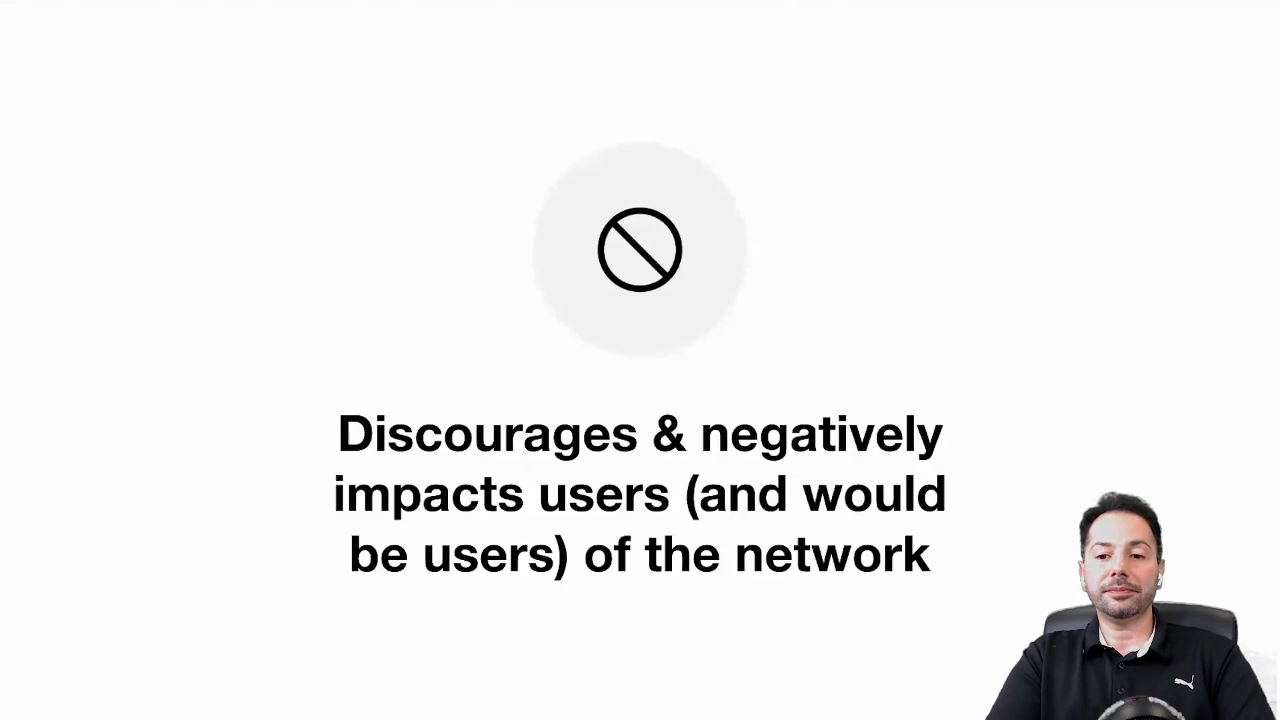 Discourages & negatively
impacts users (and would
be users) of the network